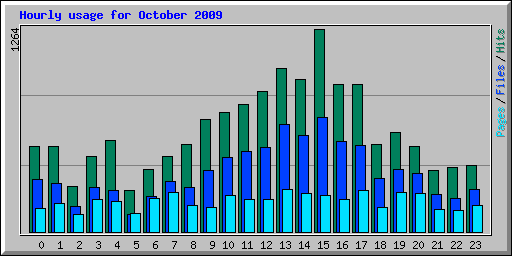 Hourly usage for October 2009
1264
Pages/Files/Hits
0 1 2 3 4 5 6 7 8 9 10 11 12 13 14 15 16 17 18 19 20 21 22 23